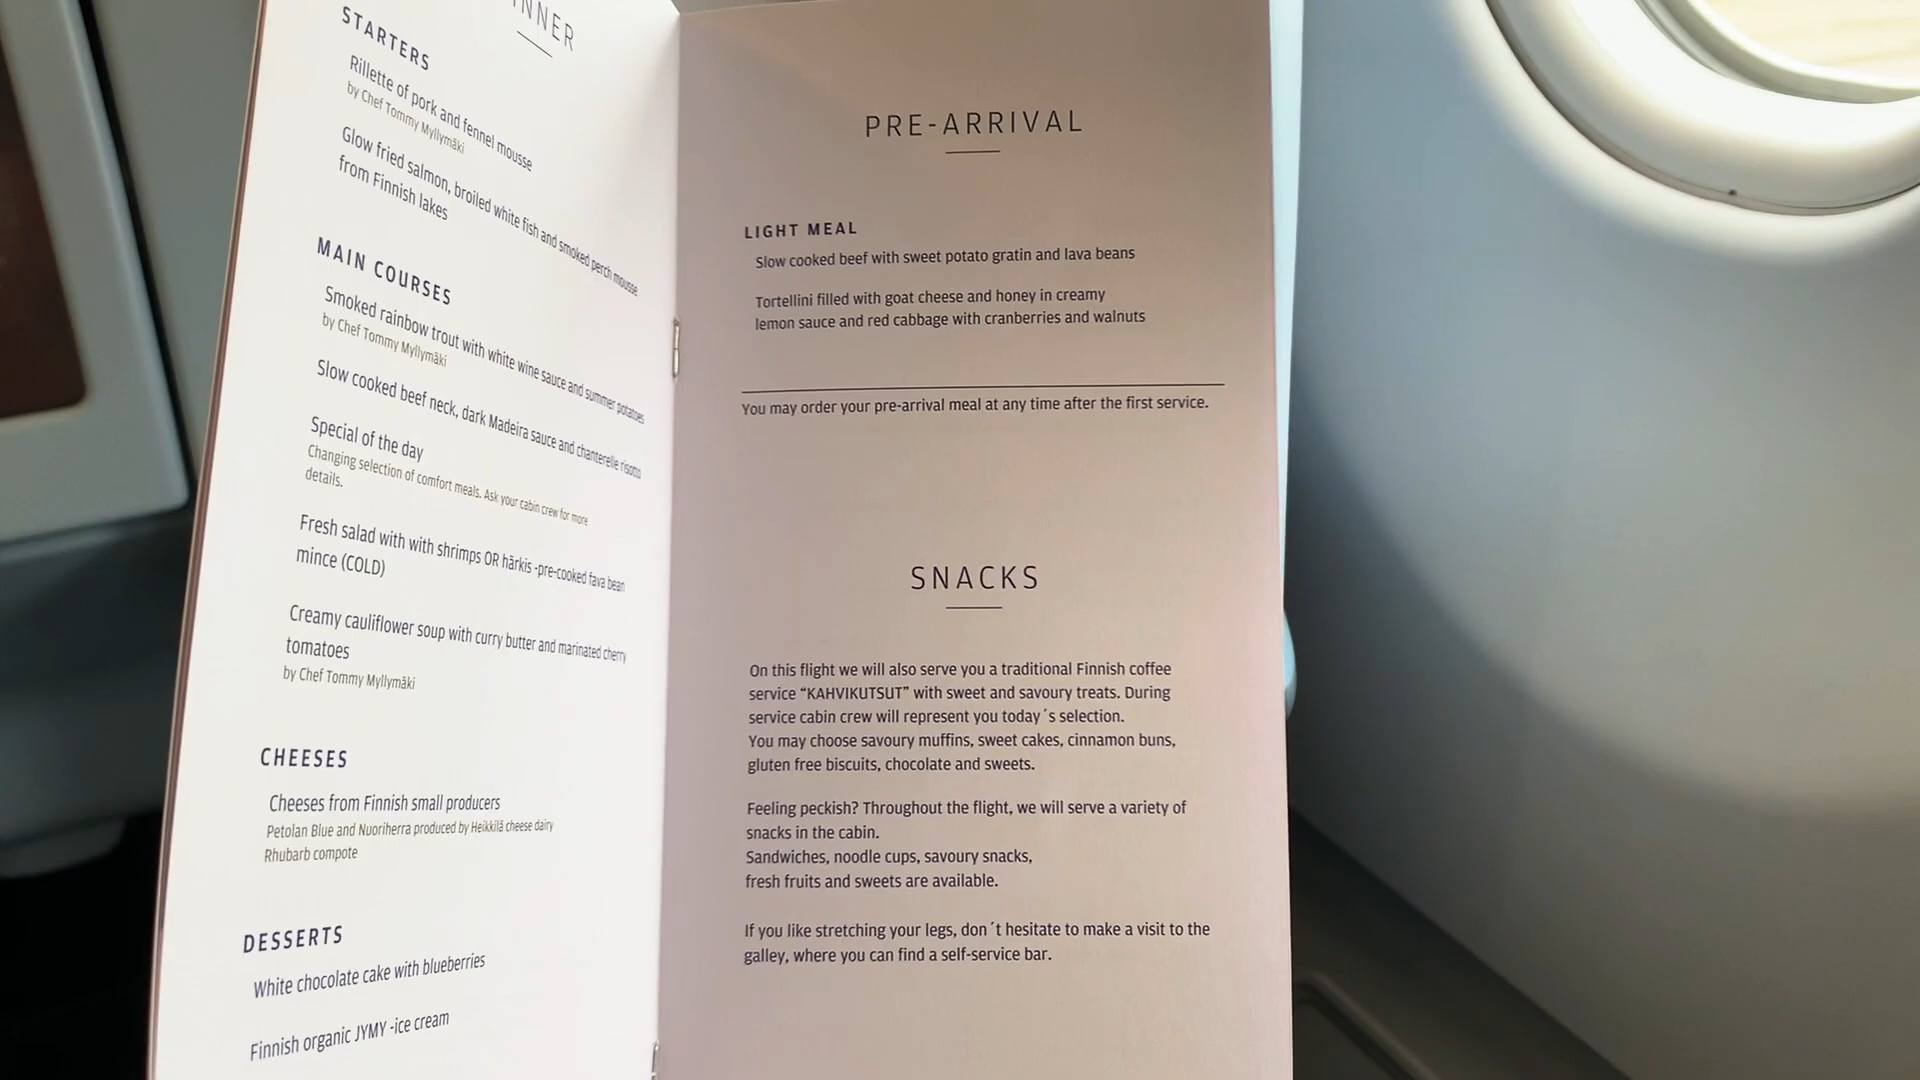 STARTERS
Rillette of pork and fennel mousse
by Chef Tommy Myllymäki
Glow fried salmon, broiled white fish and smoked perch mousse
from Finnish lakes
MAIN COURSES
Smoked rainbow trout with white wine sauce and summer potatoes
by Chef Tommy Myllymäki
Slow cooked beef neck, dark Madeira sauce and chanterelle risotto
Special of the day
Changing selection of comfort meals. Ask your cabin crew for more
details.
Fresh salad with with shrimps OR härkis -pre-cooked fava bean
mince (COLD)
Creamy cauliflower soup with curry butter and marinated cherry
tomatoes
by Chef Tommy Myllymäki
CHEESES
Cheeses from Finnish small producers
Petolan Blue and Nuoriherra produced by Heikkilä cheese dairy
Rhubarb compote
DESSERTS
White chocolate cake with blueberries
Finnish organic JYMY -ice cream
PRE-ARRIVAL
LIGHT MEAL
Slow cooked beef with sweet potato gratin and lava beans
Tortellini filled with goat cheese and honey in creamy
lemon sauce and red cabbage with cranberries and walnuts
You may order your pre-arrival meal at any time after the first service.
SNACKS
On this flight we will also serve you a traditional Finnish coffee
service “KAHVIKUTSUT” with sweet and savoury treats. During
service cabin crew will represent you today´s selection.
You may choose savoury muffins, sweet cakes, cinnamon buns,
gluten free biscuits, chocolate and sweets.
Feeling peckish? Throughout the flight, we will serve a variety of
snacks in the cabin.
Sandwiches, noodle cups, savoury snacks,
fresh fruits and sweets are available.
If you like stretching your legs, don´t hesitate to make a visit to the
galley, where you can find a self-service bar.